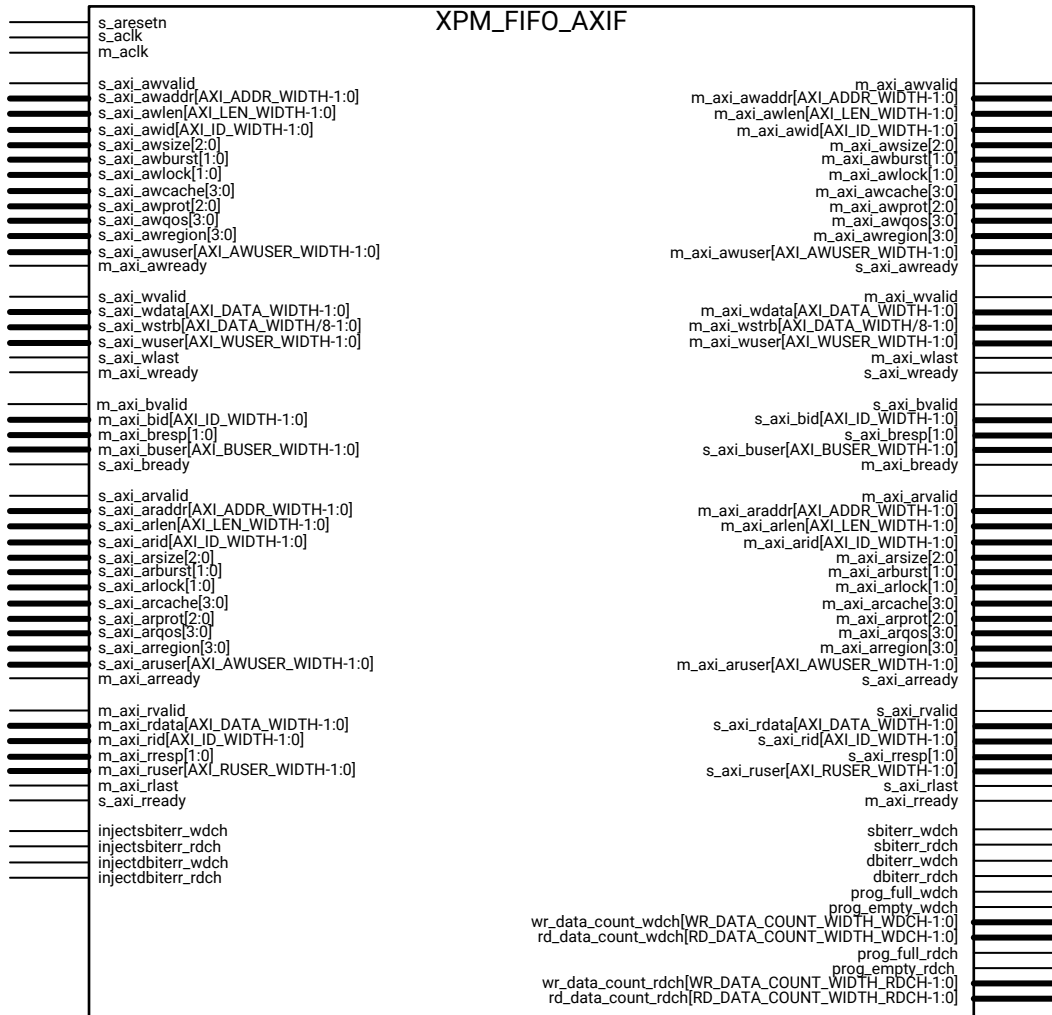 XPM_FIFO_AXIF
s_aresetn
s_aclk
m_aclk
s_axi_awvalid
s_axi_awaddr[AXI_ADDR_WIDTH-1:0]
s_axi_awlen[AXI_LEN_WIDTH-1:0]
s_axi_awid[AXI_ID_WIDTH-1:0]
s_axi_awsize[2:0]
s_axi_awburst[1:0]
s_axi_awlock[1:0]
s_axi_awcache[3:0]
s_axi_awprot[2:0]
s_axi_awqos[3:0]
s_axi_awregion[3:0]
s_axi_awuser[AXI_AWUSER_WIDTH-1:0]
m_axi_awready
s_axi_wvalid
s_axi_wdata[AXI_DATA_WIDTH-1:0]
s_axi_wstrb[AXI_DATA_WIDTH/8-1:0]
s_axi_wuser[AXI_WUSER_WIDTH-1:0]
s_axi_wlast
m_axi_wready
m_axi_bvalid
m_axi_bid[AXI_ID_WIDTH-1:0]
m_axi_bresp[1:0]
m_axi_buser[AXI_BUSER_WIDTH-1:0]
s_axi_bready
s_axi_arvalid
s_axi_araddr[AXI_ADDR_WIDTH-1:0]
s_axi_arlen[AXI_LEN_WIDTH-1:0]
s_axi_arid[AXI_ID_WIDTH-1:0]
s_axi_arsize[2:0]
s_axi_arburst[1:0]
s_axi_arlock[1:0]
s_axi_arcache[3:0]
s_axi_arprot[2:0]
s_axi_arqos[3:0]
s_axi_arregion[3:0]
s_axi_aruser[AXI_AWUSER_WIDTH-1:0]
m_axi_arready
m_axi_rvalid
m_axi_rdata[AXI_DATA_WIDTH-1:0]
m_axi_rid[AXI_ID_WIDTH-1:0]
m_axi_rresp[1:0]
m_axi_ruser[AXI_RUSER_WIDTH-1:0]
m_axi_rlast
s_axi_rready
injectsbiterr_wdch
injectsbiterr_rdch
injectdbiterr_wdch
injectdbiterr_rdch
m_axi_awvalid
m_axi_awaddr[AXI_ADDR_WIDTH-1:0]
m_axi_awlen[AXI_LEN_WIDTH-1:0]
m_axi_awid[AXI_ID_WIDTH-1:0]
m_axi_awsize[2:0]
m_axi_awburst[1:0]
m_axi_awlock[1:0]
m_axi_awcache[3:0]
m_axi_awprot[2:0]
m_axi_awqos[3:0]
m_axi_awregion[3:0]
m_axi_awuser[AXI_AWUSER_WIDTH-1:0]
s_axi_awready
m_axi_wvalid
m_axi_wdata[AXI_DATA_WIDTH-1:0]
m_axi_wstrb[AXI_DATA_WIDTH/8-1:0]
m_axi_wuser[AXI_WUSER_WIDTH-1:0]
m_axi_wlast
s_axi_wready
s_axi_bvalid
s_axi_bid[AXI_ID_WIDTH-1:0]
s_axi_bresp[1:0]
s_axi_buser[AXI_BUSER_WIDTH-1:0]
m_axi_bready
m_axi_arvalid
m_axi_araddr[AXI_ADDR_WIDTH-1:0]
m_axi_arlen[AXI_LEN_WIDTH-1:0]
m_axi_arid[AXI_ID_WIDTH-1:0]
m_axi_arsize[2:0]
m_axi_arburst[1:0]
m_axi_arlock[1:0]
m_axi_arcache[3:0]
m_axi_arprot[2:0]
m_axi_arqos[3:0]
m_axi_arregion[3:0]
m_axi_aruser[AXI_AWUSER_WIDTH-1:0]
s_axi_arready
s_axi_rvalid
s_axi_rdata[AXI_DATA_WIDTH-1:0]
s_axi_rid[AXI_ID_WIDTH-1:0]
s_axi_rresp[1:0]
s_axi_ruser[AXI_RUSER_WIDTH-1:0]
s_axi_rlast
m_axi_rready
sbiterr_wdch
sbiterr_rdch
dbiterr_wdch
dbiterr_rdch
prog_full_wdch
prog_empty_wdch
wr_data_count_wdch[WR_DATA_COUNT_WIDTH_WDCH-1:0]
rd_data_count_wdch[RD_DATA_COUNT_WIDTH_WDCH-1:0]
prog_full_rdch
prog_empty_rdch
wr_data_count_rdch[WR_DATA_COUNT_WIDTH_RDCH-1:0]
rd_data_count_rdch[RD_DATA_COUNT_WIDTH_RDCH-1:0]